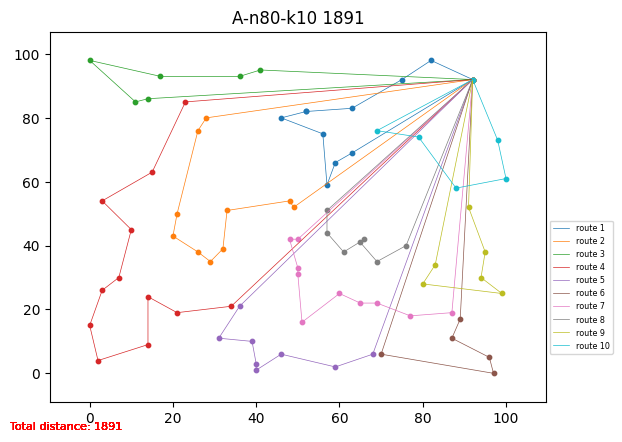 A-n80-k10 1891
100
80
60
40
20
0
0 20 40 60 80 100
route 1
route 2
route 3
route 4
route 5
route 6
route 7
route 8
route 9
route 10
Total distance: 1891